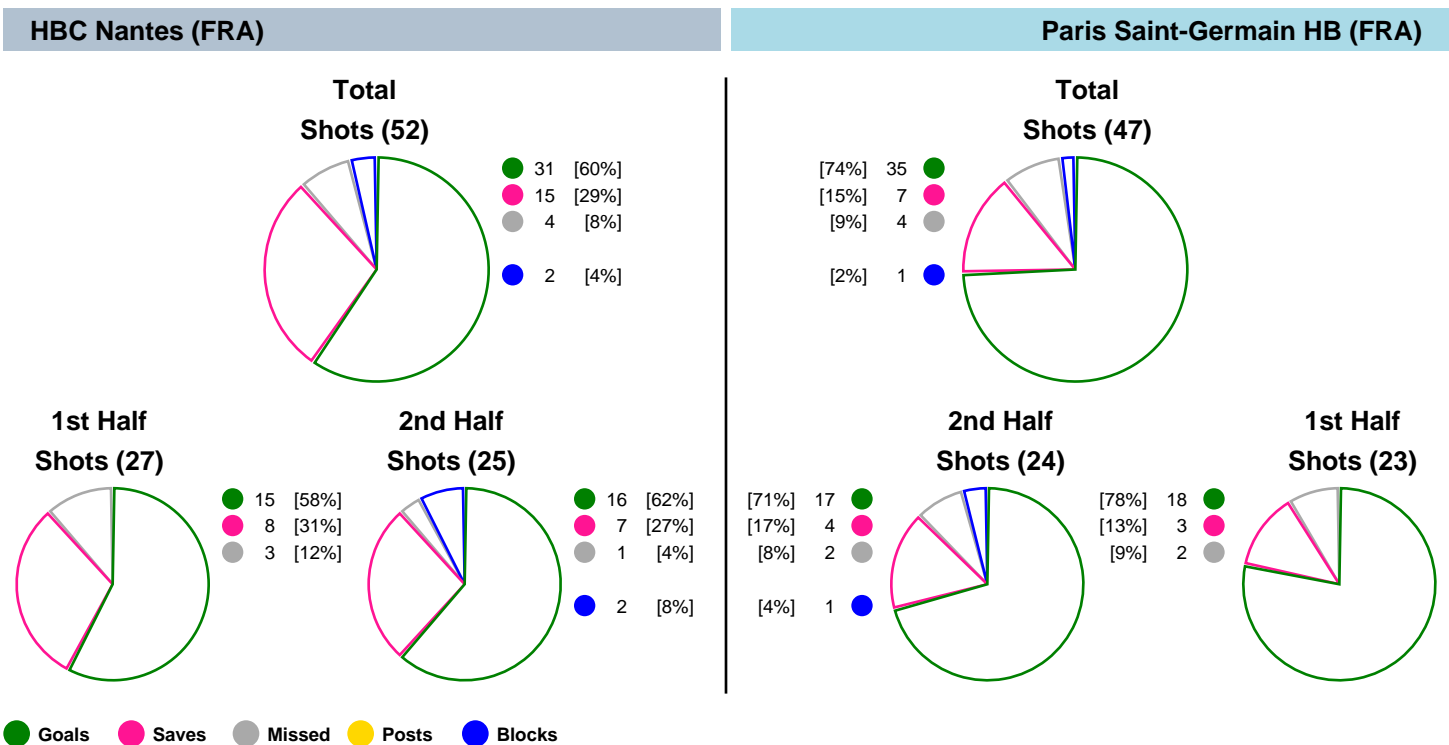 HBC Nantes (FRA)
Paris Saint-Germain HB (FRA)
Total
Shots (52)
31 [60%]
15 [29%]
4 [8%]
2 [4%]
Total
Shots (47)
[74%] 35
[15%] 7
[9%] 4
[2%] 1
1st Half
Shots (27)
15 [58%]
8 [31%]
3 [12%]
2nd Half
Shots (25)
16 [62%]
7 [27%]
1 [4%]
2 [8%]
2nd Half
Shots (24)
[71%] 17
[17%] 4
[8%] 2
[4%] 1
1st Half
Shots (23)
[78%] 18
[13%] 3
[9%] 2
Goals Saves Missed Posts Blocks